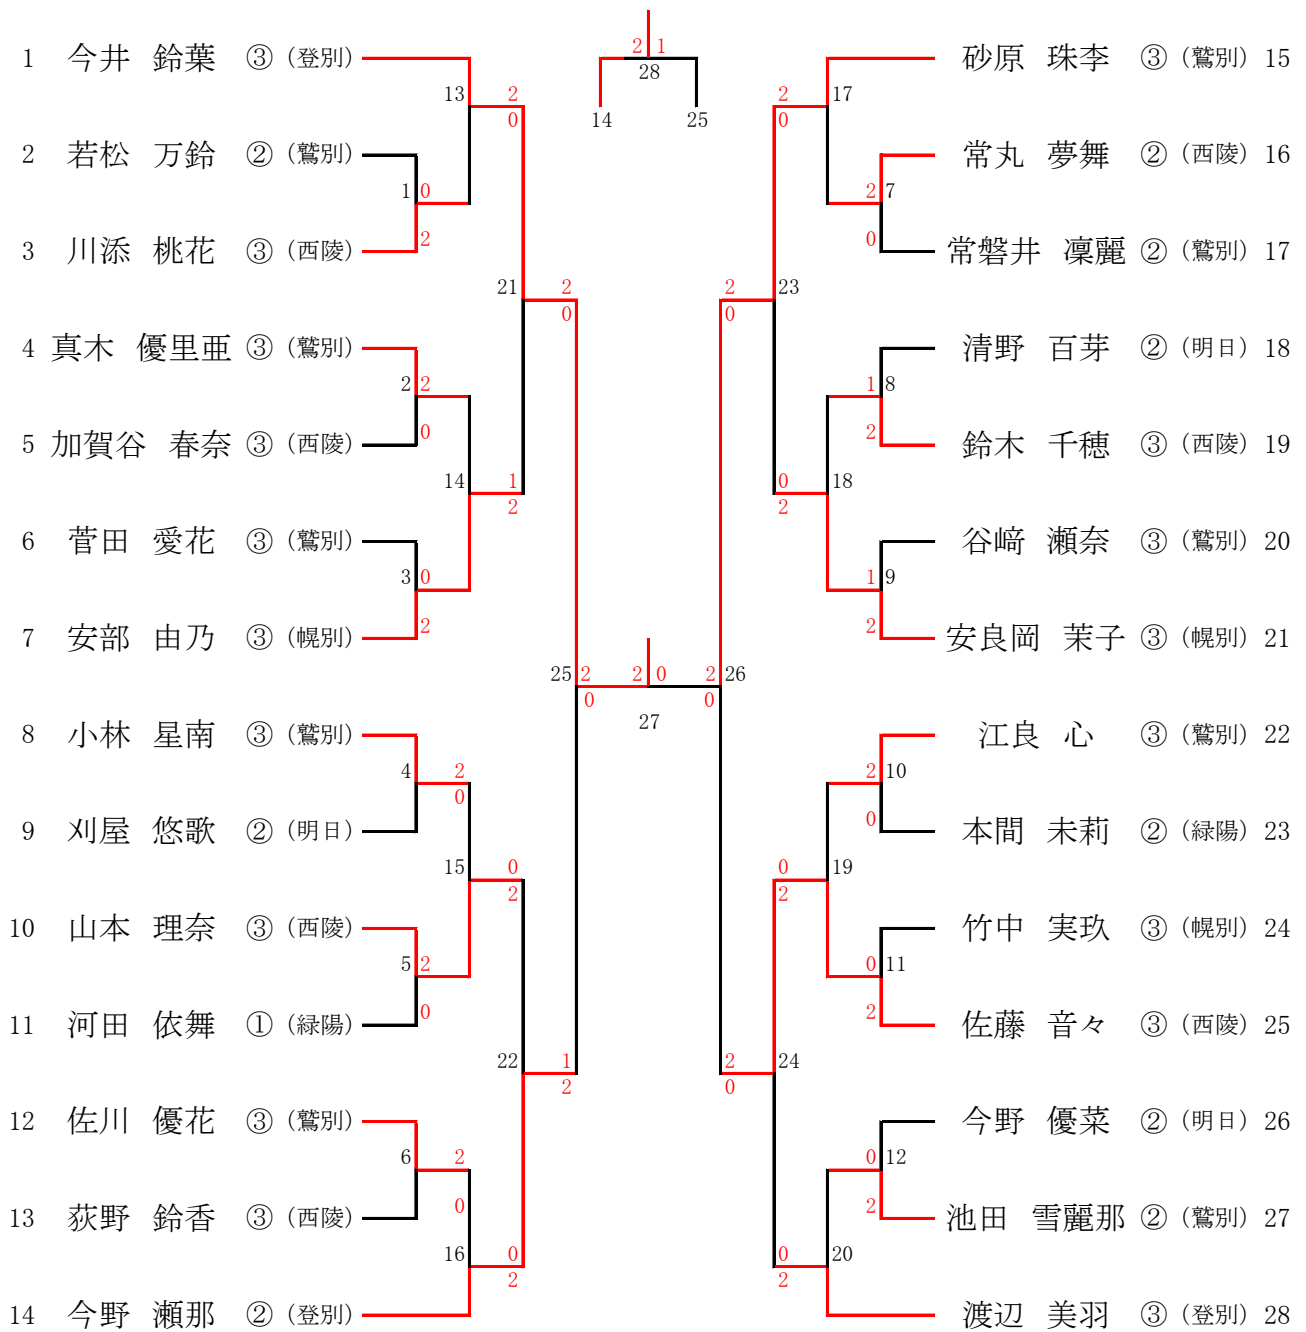 2 1
28
14 25
1 今井 鈴葉 ③ (登別)
2 若松 万鈴 ② (鷲別)
3 川添 桃花 ③ (西陵)
4 真木 優里亜 ③ (鷲別)
5 加賀谷 春奈 ③ (西陵)
6 菅田 愛花 ③ (鷲別)
7 安部 由乃 ③ (幌別)
8 小林 星南 ③ (鷲別)
9 刈屋 悠歌 ② (明日)
10 山本 理奈 ③ (西陵)
11 河田 依舞 ① (緑陽)
12 佐川 優花 ③ (鷲別)
13 荻野 鈴香 ③ (西陵)
14 今野 瀬那 ② (登別)
13 2
0
1 0
2
21 2
0
2 2
0
14 1
2
3 0
2
25 2 2 0 2 26
0 0
27
4 2
0
15 0
2
5 2
0
22 1
2
6 2
0
16 0
2
砂原 珠李 ③ (鷲別) 15
常丸 夢舞 ② (西陵) 16
常磐井 凜麗 ② (鷲別) 17
清野 百芽 ② (明日) 18
鈴木 千穂 ③ (西陵) 19
谷﨑 瀬奈 ③ (鷲別) 20
安良岡 茉子 ③ (幌別) 21
江良 心 ③ (鷲別) 22
本間 未莉 ② (緑陽) 23
竹中 実玖 ③ (幌別) 24
佐藤 音々 ③ (西陵) 25
今野 優菜 ② (明日) 26
池田 雪麗那 ② (鷲別) 27
渡辺 美羽 ③ (登別) 28
2 17
0
2 7
0
2 23
0
1 8
2
0 18
2
1 9
2
2 10
0
0 19
2
0 11
2
2 24
0
0 12
2
0 20
2